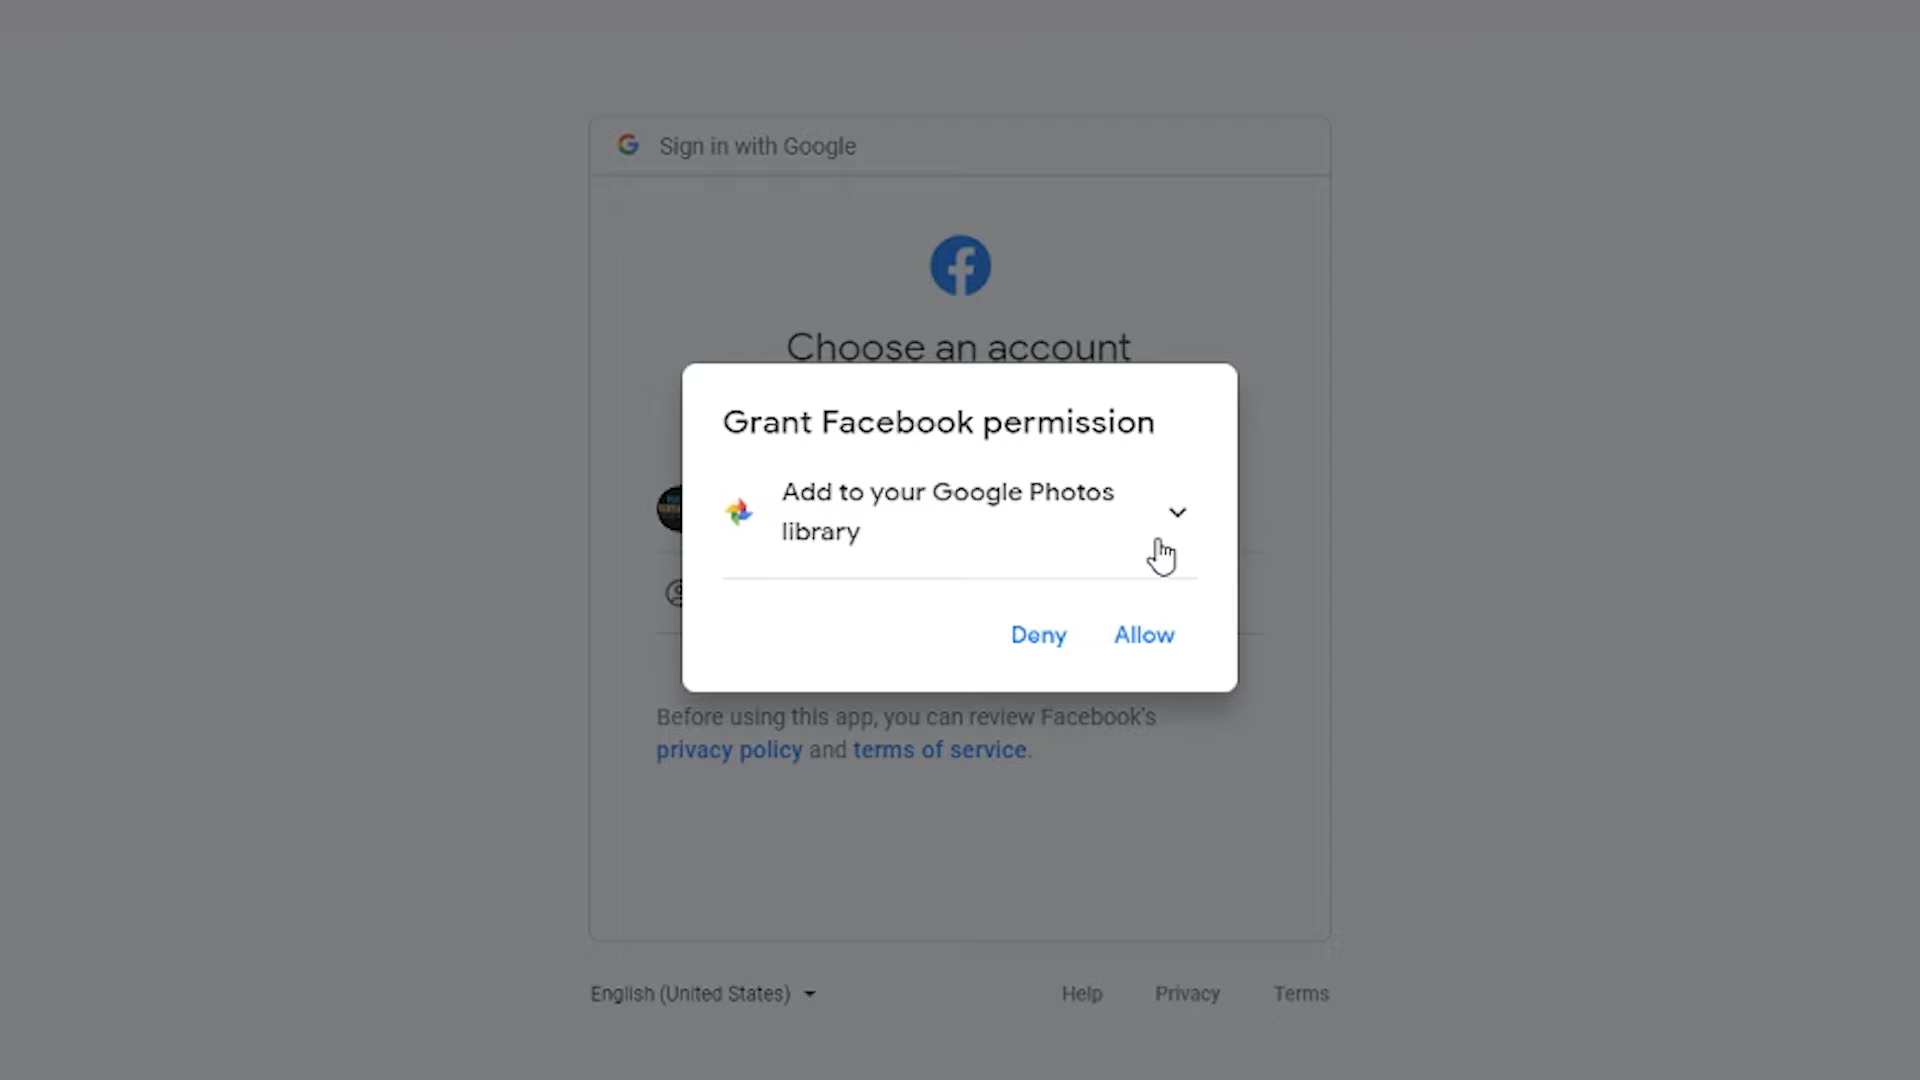 Sign in with Google
Choose an account
Grant Facebook permission
Add to your Google Photos
library
Deny Allow
Before using this app, you can review Facebook's
privacy policy and terms of service.
English (United States) Help Privacy Terms